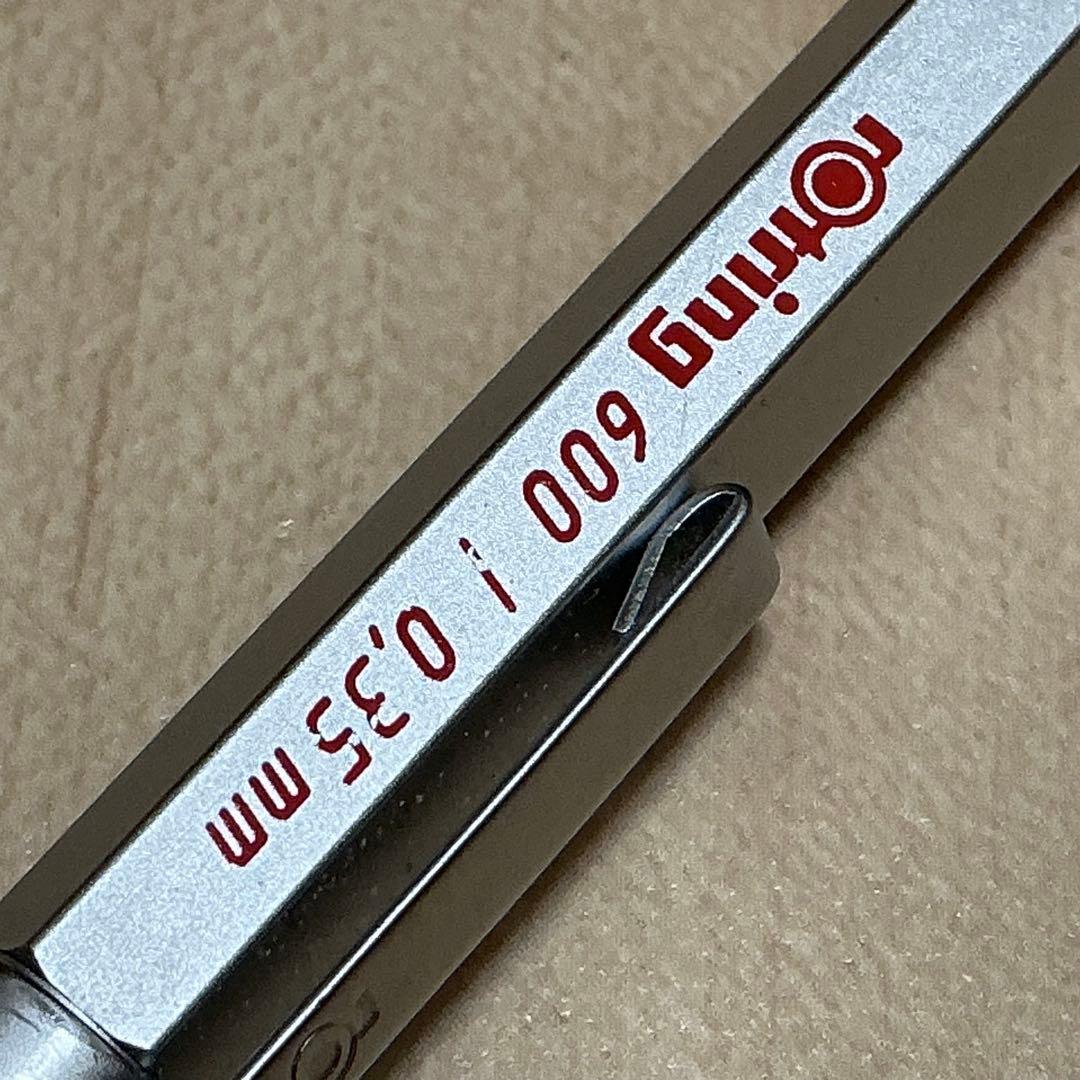 rotring 600 | 0,35 mm